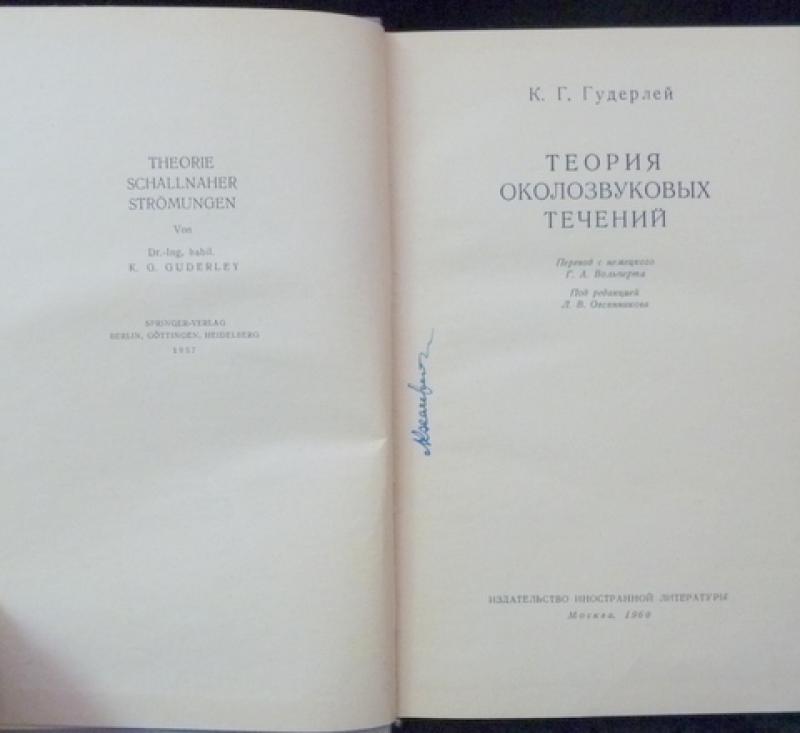 THEORIE
SCHALLNAHER
STRÖMUNGEN
Von
Dr.-Ing. habil.
K. G. GUDERLEY
SPRINGER-VERLAG
BERLIN, GÖTTINGEN, HEIDELBERG
1957
К. Г. Гудерлей
ТЕОРИЯ
ОКОЛОЗВУКОВЫХ
ТЕЧЕНИЙ
Перевод с немецкого
Г. А. Вольперта
Под редакцией
Л. В. Овсянникова
ИЗДАТЕЛЬСТВО ИНОСТРАННОЙ ЛИТЕРАТУРЫ
Москва, 1960